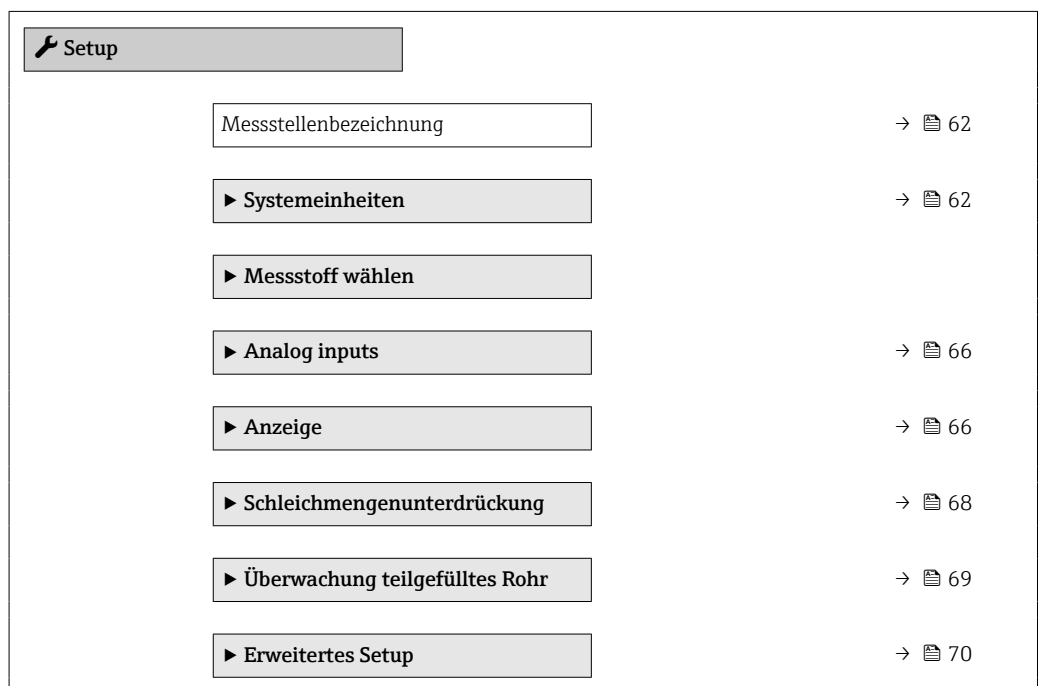 Setup
Messstellenbezeichnung → 62
▶ Systemeinheiten → 62
▶ Messstoff wählen
▶ Analog inputs → 66
▶ Anzeige → 66
▶ Schleichmengenunterdrückung → 68
▶ Überwachung teilgefülltes Rohr → 69
▶ Erweitertes Setup → 70